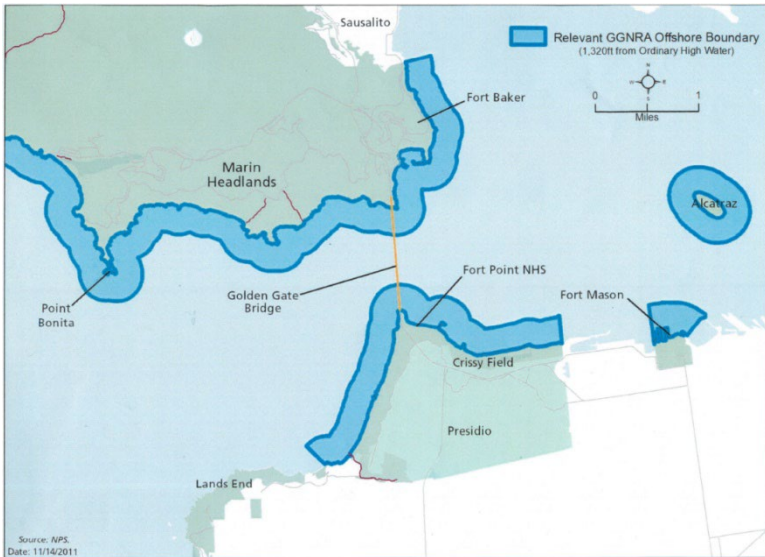 Sausalito
Relevant GGNRA Offshore Boundary
(1,320ft from Ordinary High Water)
N
0 1
Miles
Fort Baker
Marin
Headlands
Alcatraz
Fort Point NHS
Point
Bonita
Golden Gate
Bridge
Fort Mason
Crissy Field
Presidio
Lands End
Source: NPS.
Date: 11/14/2011